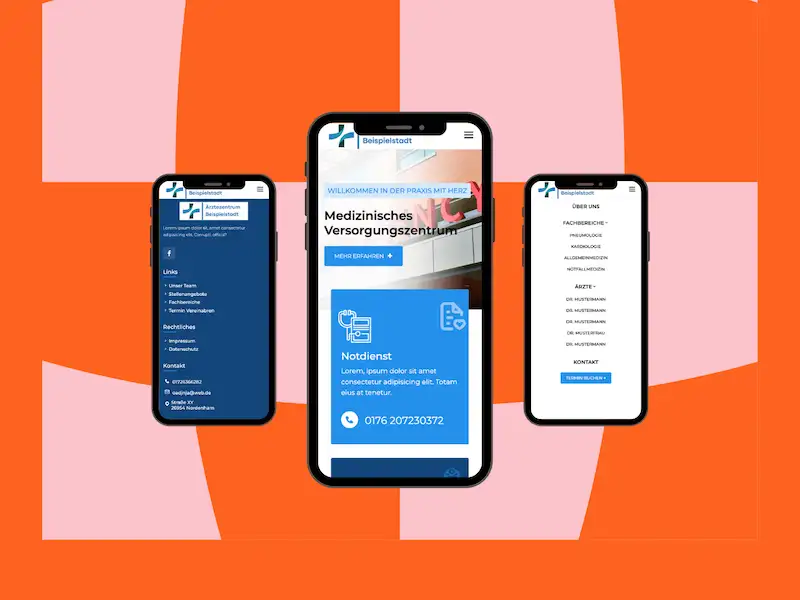 Beispielstadt
Ärztezentrum
Beispielstadt
Lorem ipsum dolor sit amet, consectetur
adipisicing elit. Corrupti, officia?
Links
Unser Team
Stellenangebote
Fachbereiche
Termin Vereinabren
Rechtliches
Impressum
Datenschutz
Kontakt
01726366282
oadjnja@web.de
Straße XY
26954 Nordenham
Beispielstadt
WILLKOMMEN IN DER PRAXIS MIT HERZ
NCY
Medizinisches
Versorgungszentrum
MEHR ERFAHREN +
Notdienst
Lorem, ipsum dolor sit amet
consectetur adipisicing elit. Totam
eius at tenetur.
0176 207230372
Beispielstadt
ÜBER UNS
FACHBEREICHE
PNEUMOLOGIE
KARDIOLOGIE
ALLGEMEINMEDIZIN
NOTFALLMEDIZIN
ÄRZTE
DR. MUSTERMANN
DR. MUSTERMANN
DR. MUSTERMANN
DR. MUSTERFRAU
DR. MUSTERMANN
KONTAKT
TERMIN BUCHEN +